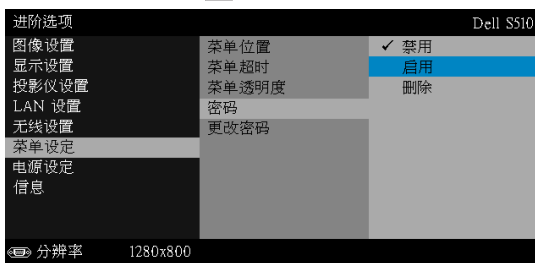 进阶选项 Dell S510
图像设置 菜单位置 ✓ 禁用
显示设置 菜单超时 启用
投影仪设置 菜单透明度 删除
LAN 设置 密码
无线设置 更改密码
菜单设定
电源设定
信息
分辨率 1280x800